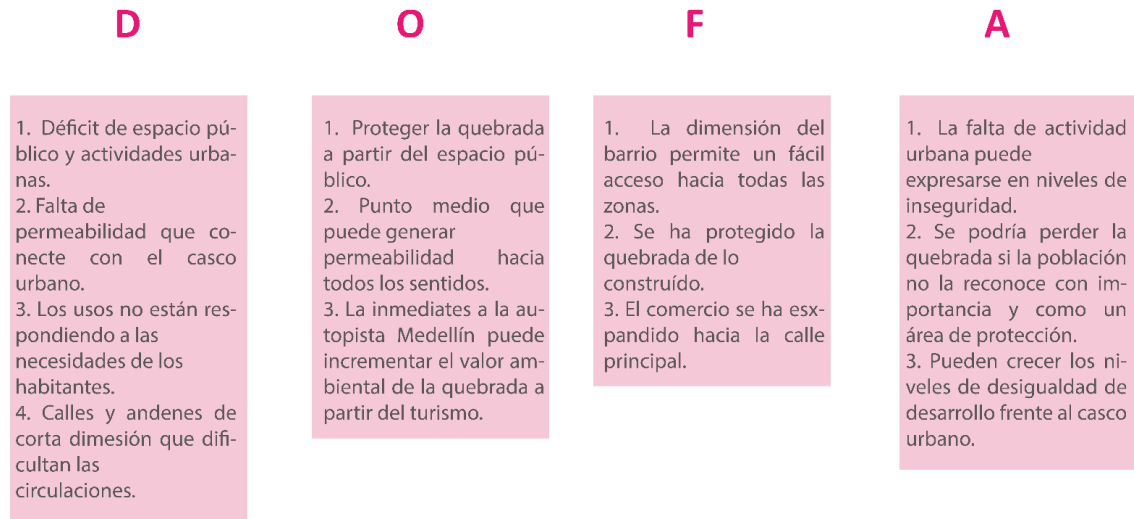 D
1. Déficit de espacio pú-
blico y actividades urba-
nas.
2. Falta de
permeabilidad que co-
necte con el casco
urbano.
3. Los usos no están res-
pondiendo a las
necesidades de los
habitantes.
4. Calles y andenes de
corta dimesión que difi-
cultan las
circulaciones.
O
1. Proteger la quebrada
a partir del espacio pú-
blico.
2. Punto medio que
puede generar
permeabilidad hacia
todos los sentidos.
3. La inmediates a la au-
topista Medellín puede
incrementar el valor am-
biental de la quebrada a
partir del turismo.
F
1. La dimensión del
barrio permite un fácil
acceso hacia todas las
zonas.
2. Se ha protegido la
quebrada de lo
construído.
3. El comercio se ha esx-
pandido hacia la calle
principal.
A
1. La falta de actividad
urbana puede
expresarse en niveles de
inseguridad.
2. Se podría perder la
quebrada si la población
no la reconoce con im-
portancia y como un
área de protección.
3. Pueden crecer los ni-
veles de desigualdad de
desarrollo frente al casco
urbano.